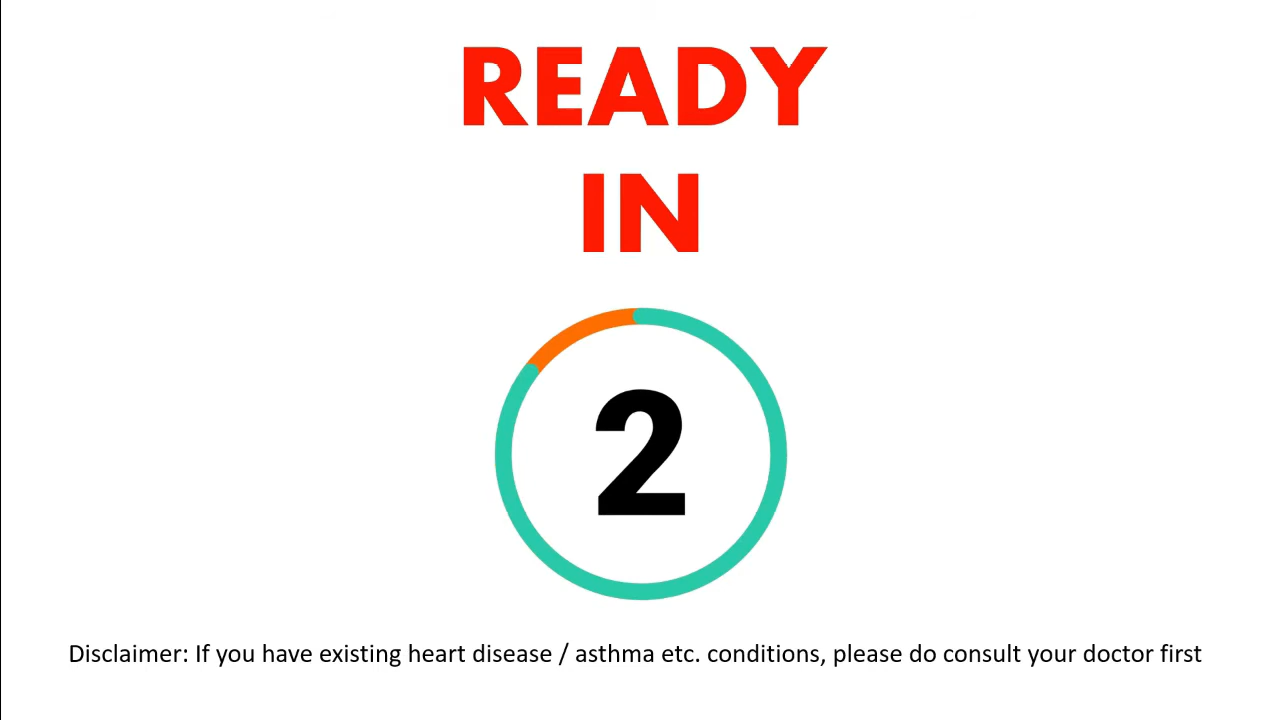 READY
IN
2
Disclaimer: If you have existing heart disease / asthma etc. conditions, please do consult your doctor first